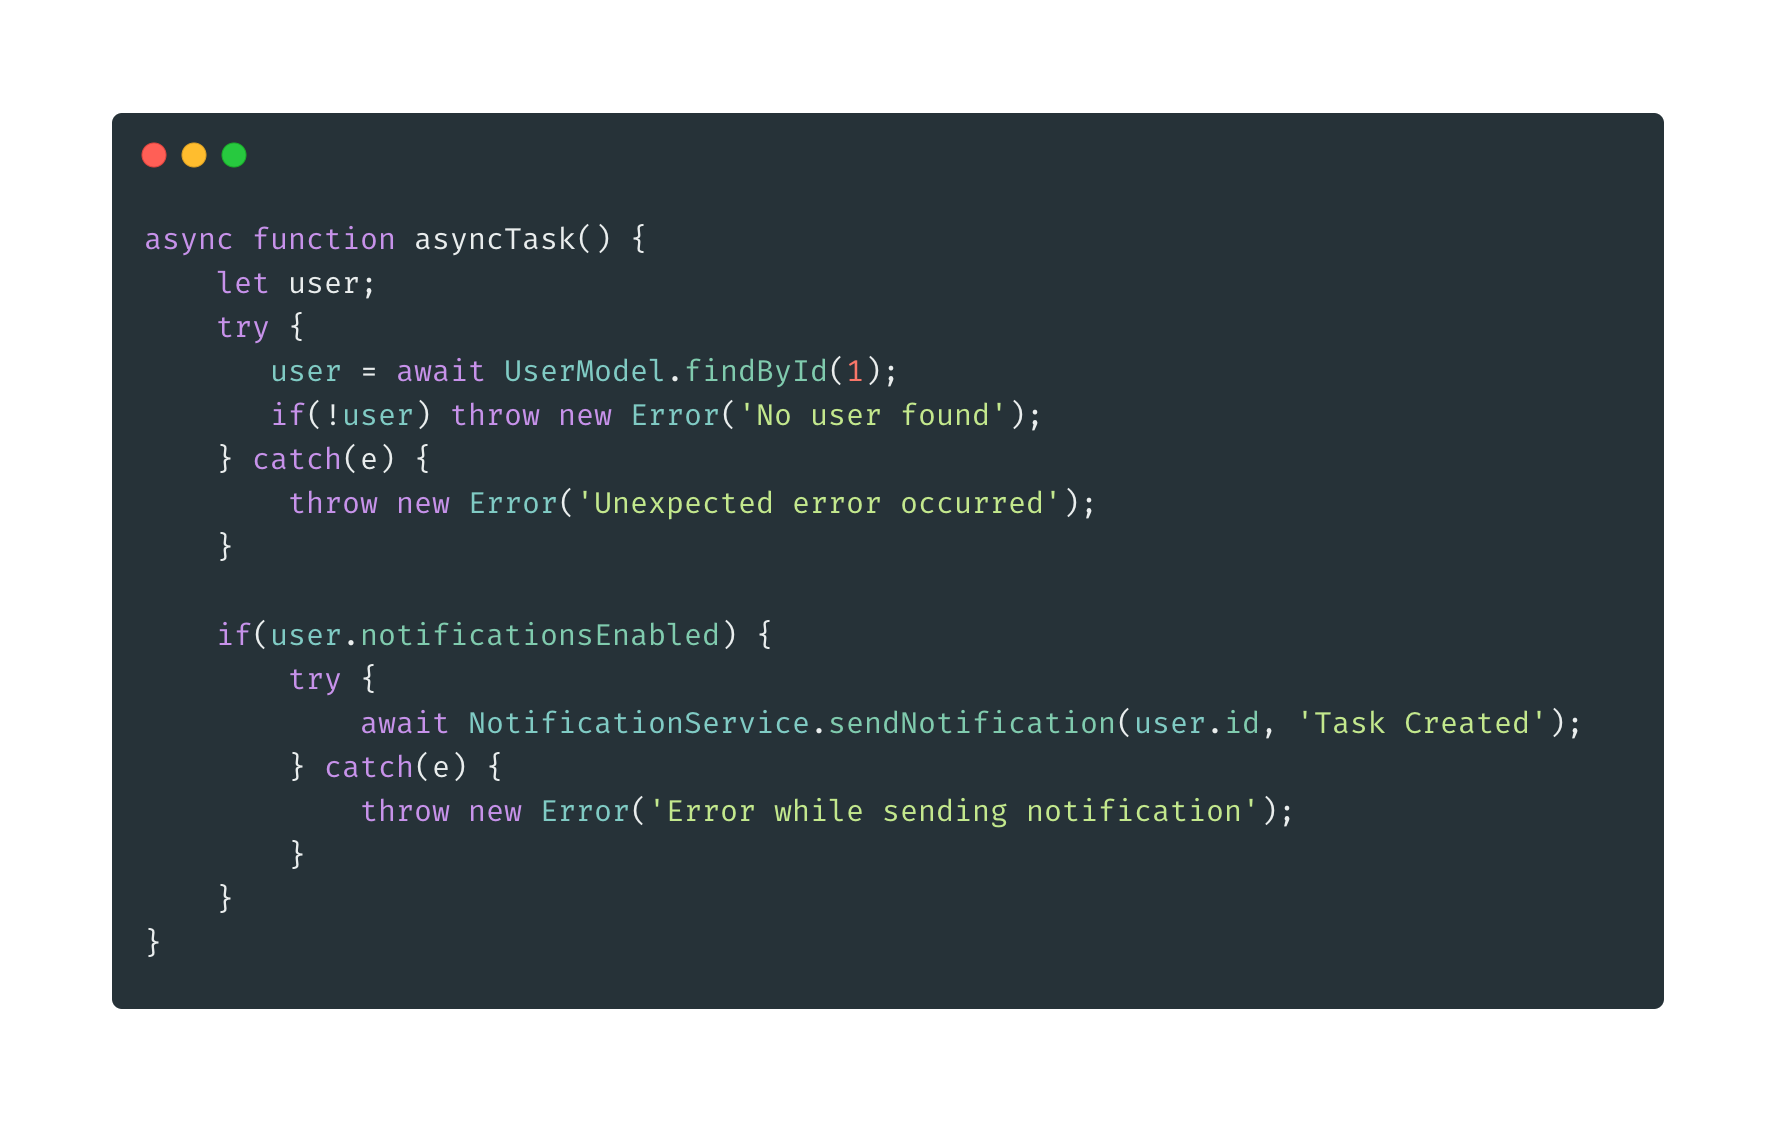 async function asyncTask() {
    let user;
    try {
       user = await UserModel.findById(1);
       if(!user) throw new Error('No user found');
    } catch(e) {
        throw new Error('Unexpected error occurred');
    }

    if(user.notificationsEnabled) {
        try {
            await NotificationService.sendNotification(user.id, 'Task Created');
        } catch(e) {
            throw new Error('Error while sending notification');
        }
    }
}